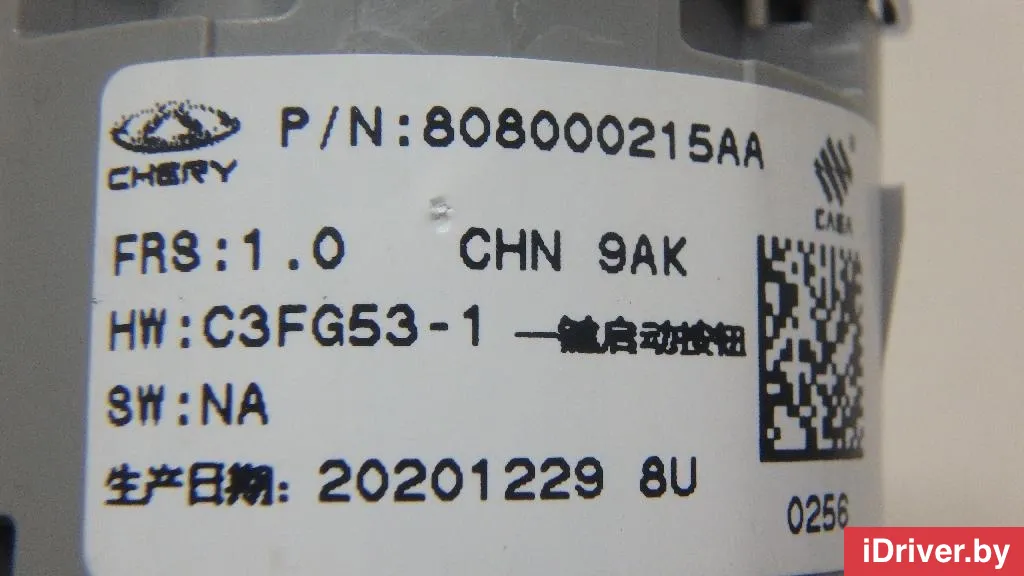 CHERY
P/N:808000215AA
FRS:1.0 CHN 9AK
HW:C3FG53-1 一键启动按钮
SW:NA
生产日期: 20201229 8U
0256
iDriver.by